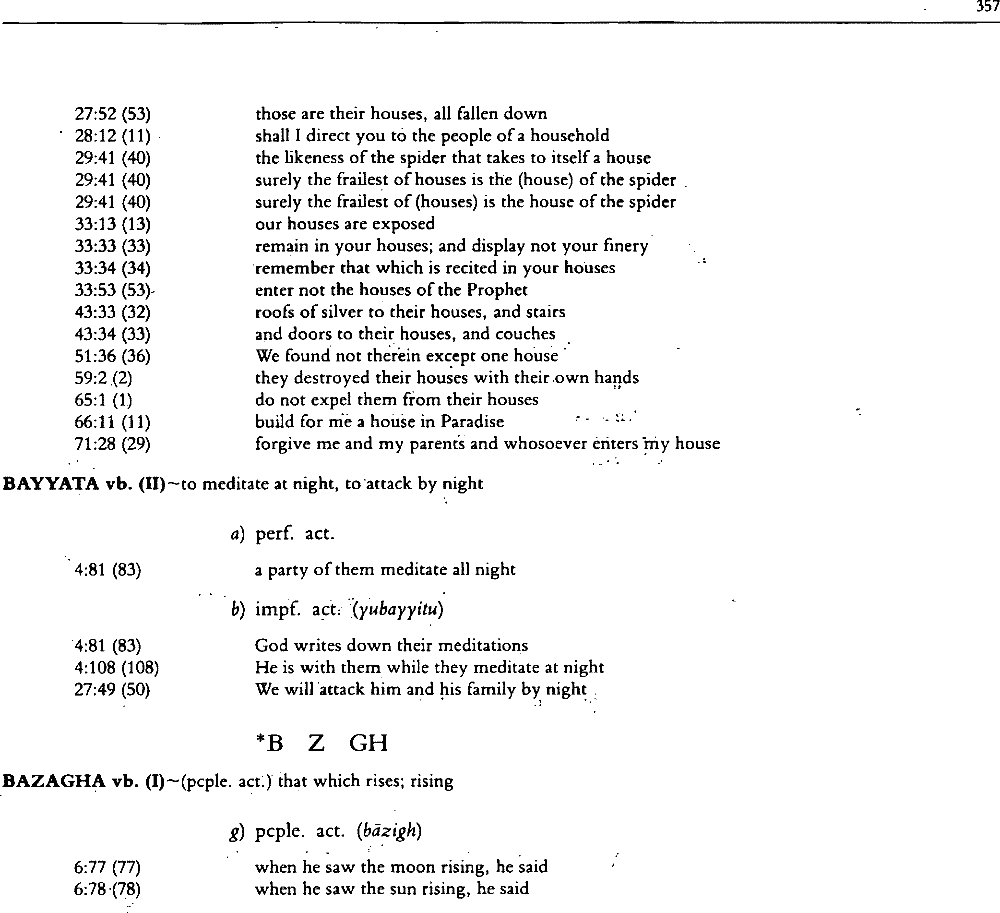 357
27:52 (53) those are their houses, all fallen down
28:12 (11) shall I direct you to the people of a household
29:41 (40) the likeness of the spider that takes to itself a house
29:41 (40) surely the frailest of houses is the (house) of the spider
29:41 (40) surely the frailest of (houses) is the house of the spider
33:13 (13) our houses are exposed
33:33 (33) remain in your houses; and display not your finery
33:34 (34) remember that which is recited in your houses
33:53 (53) enter not the houses of the Prophet
43:33 (32) roofs of silver to their houses, and stairs
43:34 (33) and doors to their houses, and couches
51:36 (36) We found not therein except one house
59:2 (2) they destroyed their houses with their own hands
65:1 (1) do not expel them from their houses
66:11 (11) build for me a house in Paradise
71:28 (29) forgive me and my parents and whosoever enters my house
BAYYATA vb. (II)~to meditate at night, to attack by night
a) perf. act.
4:81 (83) a party of them meditate all night
b) impf. act. (yubayyitu)
4:81 (83) God writes down their meditations
4:108 (108) He is with them while they meditate at night
27:49 (50) We will attack him and his family by night
*B Z GH
BAZAGHA vb. (I)~(pcple. act.) that which rises; rising
g) pcple. act. (bāzigh)
6:77 (77) when he saw the moon rising, he said
6:78 (78) when he saw the sun rising, he said